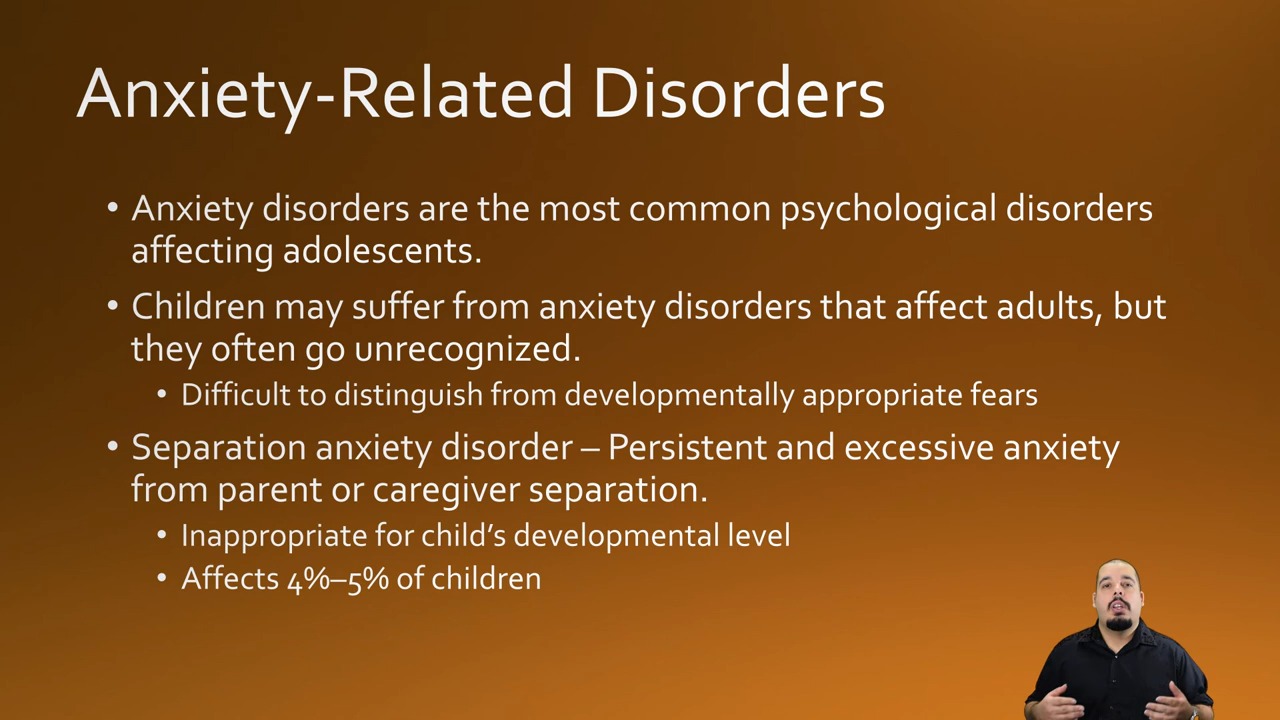 Anxiety-Related Disorders
• Anxiety disorders are the most common psychological disorders
affecting adolescents.
• Children may suffer from anxiety disorders that affect adults, but
they often go unrecognized.
• Difficult to distinguish from developmentally appropriate fears
• Separation anxiety disorder – Persistent and excessive anxiety
from parent or caregiver separation.
• Inappropriate for child’s developmental level
• Affects 4%–5% of children